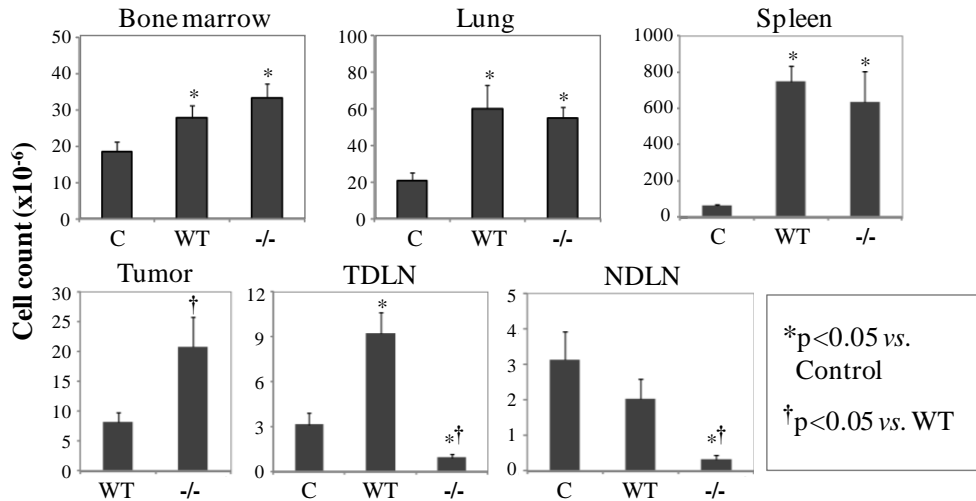 Bone marrow
50
40
30
20
10
0
*
*
C WT -/-
Lung
100
80
60
40
20
0
*
*
C WT -/-
Spleen
1000
800
600
400
200
0
*
*
C WT -/-
Cell count (x10-6)
Tumor
30
25
20
15
10
5
0
†
WT -/-
TDLN
12
9
6
3
0
*
*†
C WT -/-
NDLN
5
4
3
2
1
0
*†
C WT -/-
*p<0.05 vs.
Control
†p<0.05 vs. WT